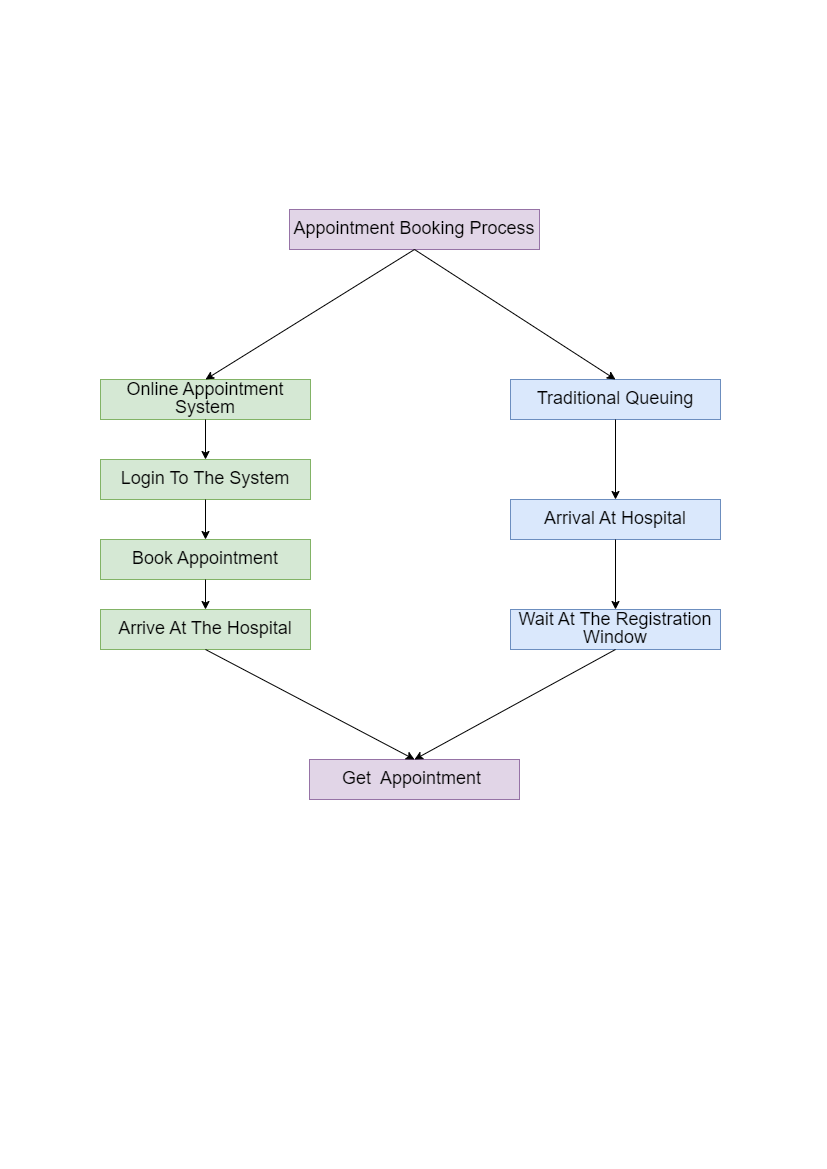 Appointment Booking Process
Online Appointment
System
Login To The System
Book Appointment
Arrive At The Hospital
Traditional Queuing
Arrival At Hospital
Wait At The Registration
Window
Get  Appointment